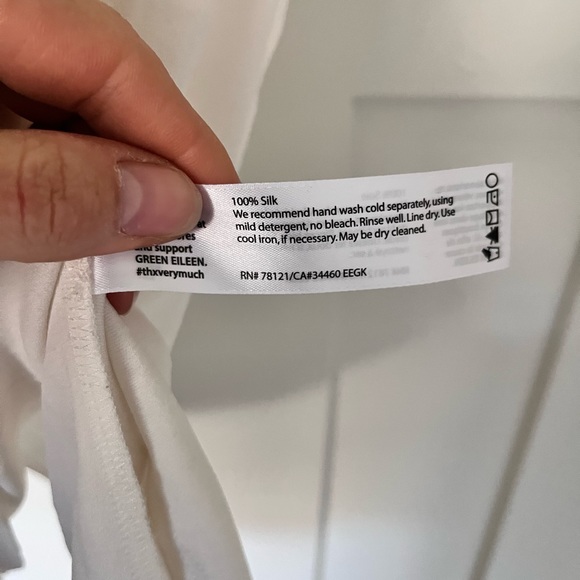 100% Silk
We recommend hand wash cold separately, using
mild detergent, no bleach. Rinse well. Line dry. Use
cool iron, if necessary. May be dry cleaned.
RN# 78121/CA#34460 EEGK
and support
GREEN EILEEN.
#thxverymuch